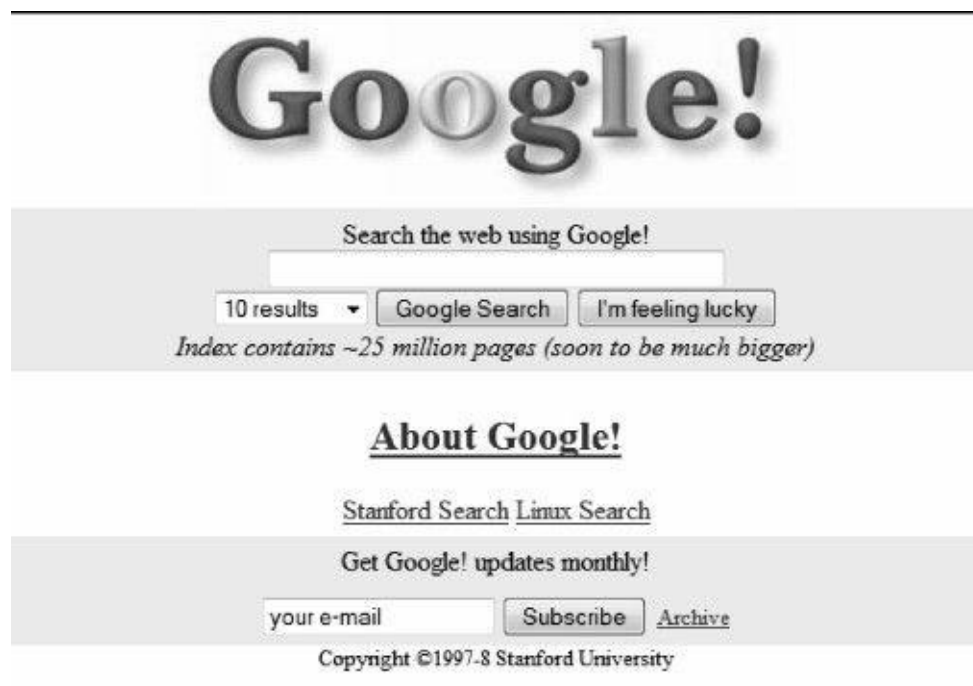 Google!
Search the web using Google!
10 results Google Search I'm feeling lucky
Index contains ~25 million pages (soon to be much bigger)
About Google!
Stanford Search Linux Search
Get Google! updates monthly!
your e-mail Subscribe Archive
Copyright ©1997-8 Stanford University